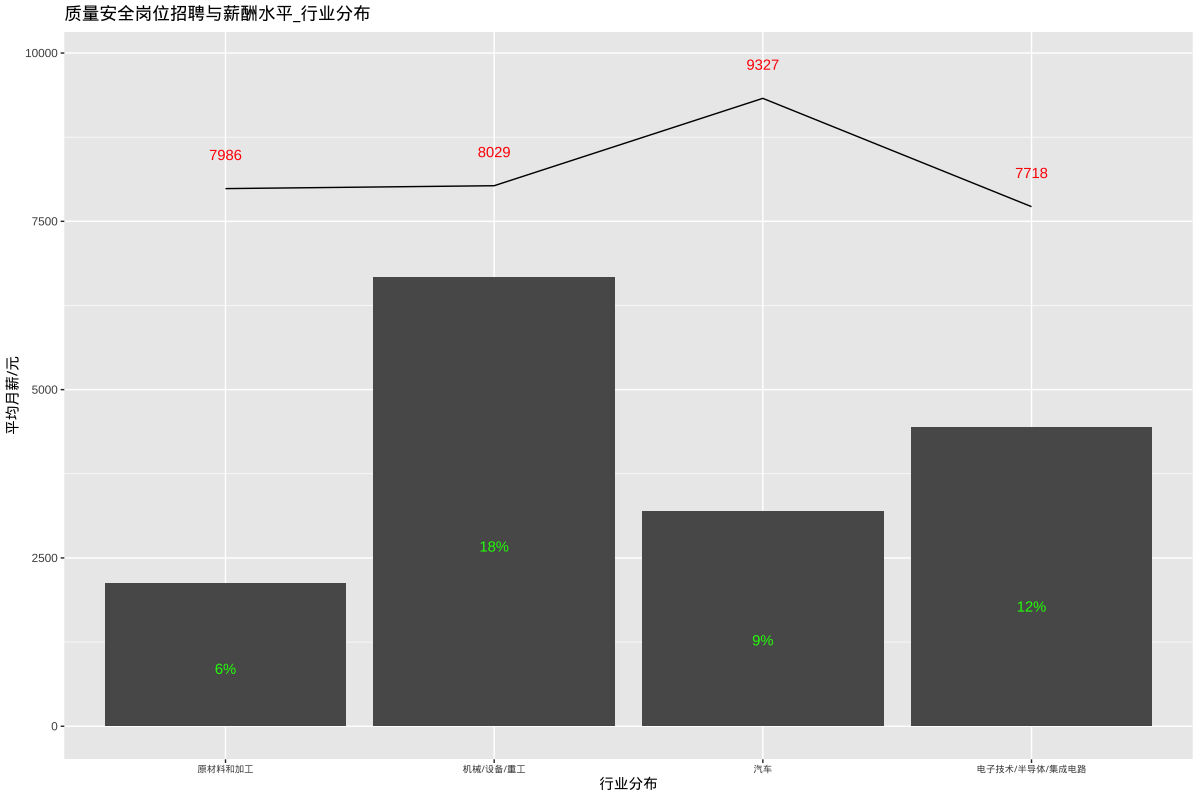 质量安全岗位招聘与薪酬水平_行业分布
10000
7500
5000
2500
0
平均月薪/元
7986
8029
9327
7718
6%
18%
9%
12%
原材料和加工
机械/设备/重工
汽车
电子技术/半导体/集成电路
行业分布